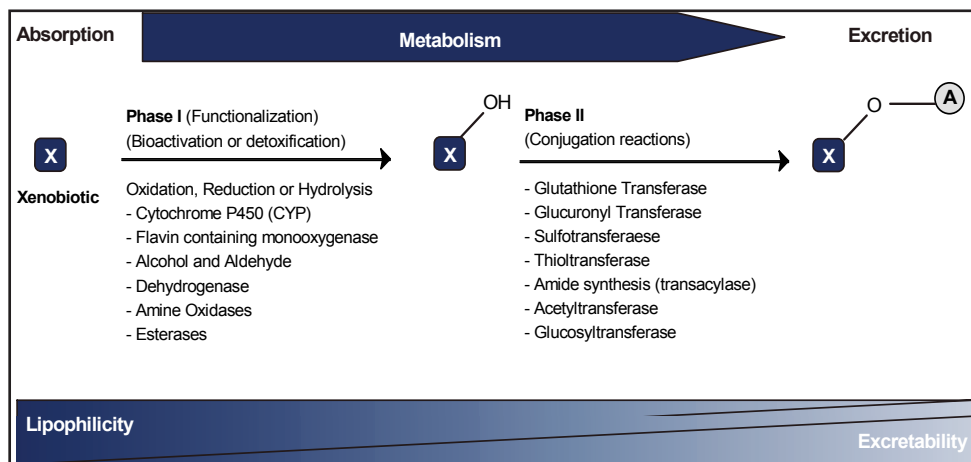 Absorption
Metabolism
Excretion
X
Xenobiotic
Phase I (Functionalization)
(Bioactivation or detoxification)
Oxidation, Reduction or Hydrolysis
- Cytochrome P450 (CYP)
- Flavin containing monooxygenase
- Alcohol and Aldehyde
- Dehydrogenase
- Amine Oxidases
- Esterases
OH
X
Phase II
(Conjugation reactions)
- Glutathione Transferase
- Glucuronyl Transferase
- Sulfotransferaese
- Thioltransferase
- Amide synthesis (transacylase)
- Acetyltransferase
- Glucosyltransferase
O
A
X
Lipophilicity
Excretability